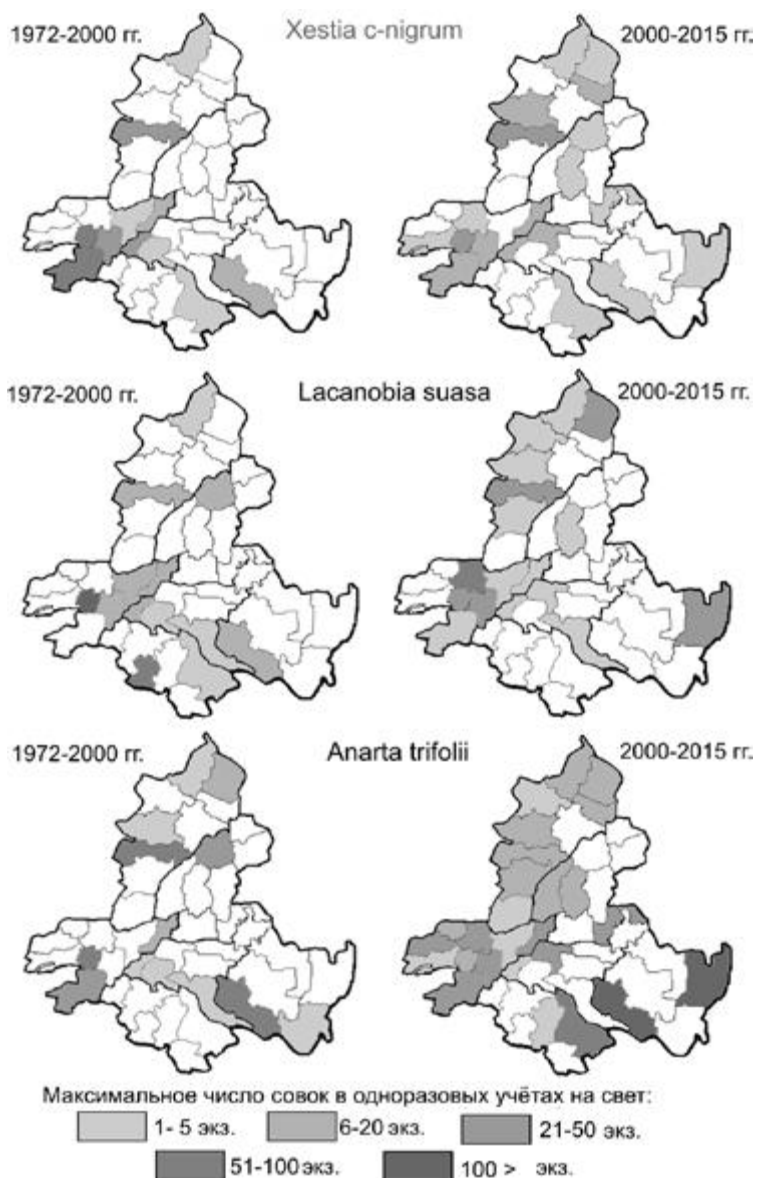 1972-2000 гг. Xestia c-nigrum 2000-2015 гг.
1972-2000 гг. Lacanobia suasa 2000-2015 гг.
1972-2000 гг. Anarta trifolii 2000-2015 гг.
Максимальное число совок в одноразовых учётах на свет:
1- 5 экз. 6-20 экз. 21-50 экз.
51-100 экз. 100 > экз.